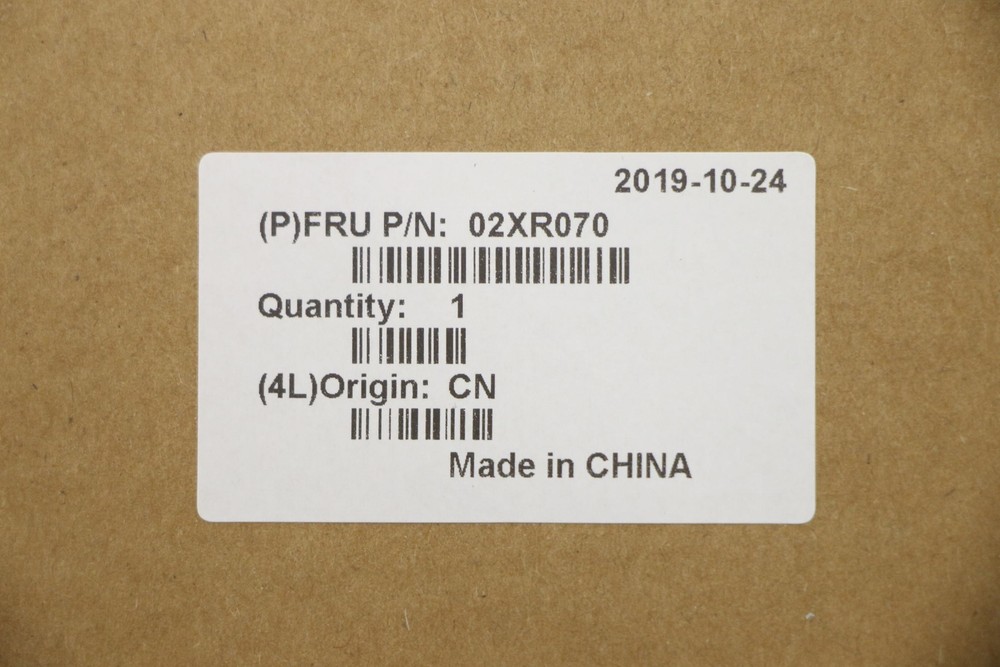 2019-10-24
(P)FRU P/N: 02XR070
Quantity: 1
(4L)Origin: CN
Made in CHINA